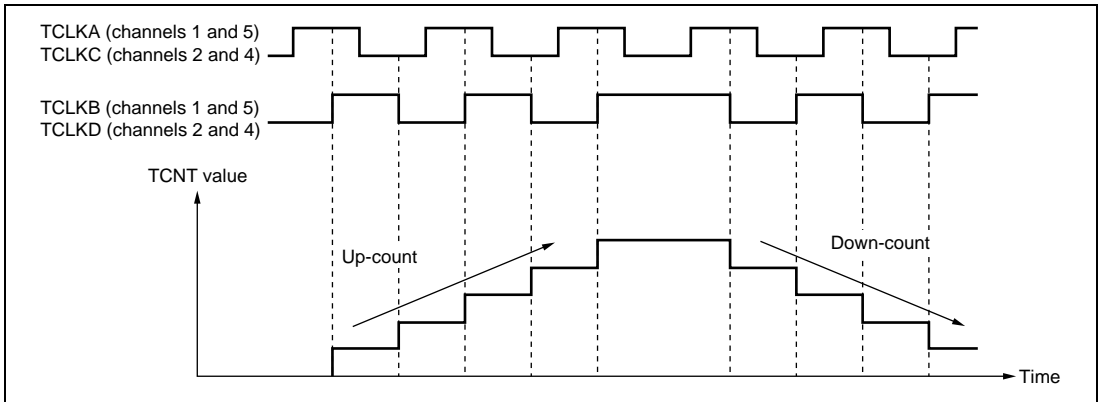 TCLKA (channels 1 and 5)
TCLKC (channels 2 and 4)
TCLKB (channels 1 and 5)
TCLKD (channels 2 and 4)
TCNT value
Up-count
Down-count
Time